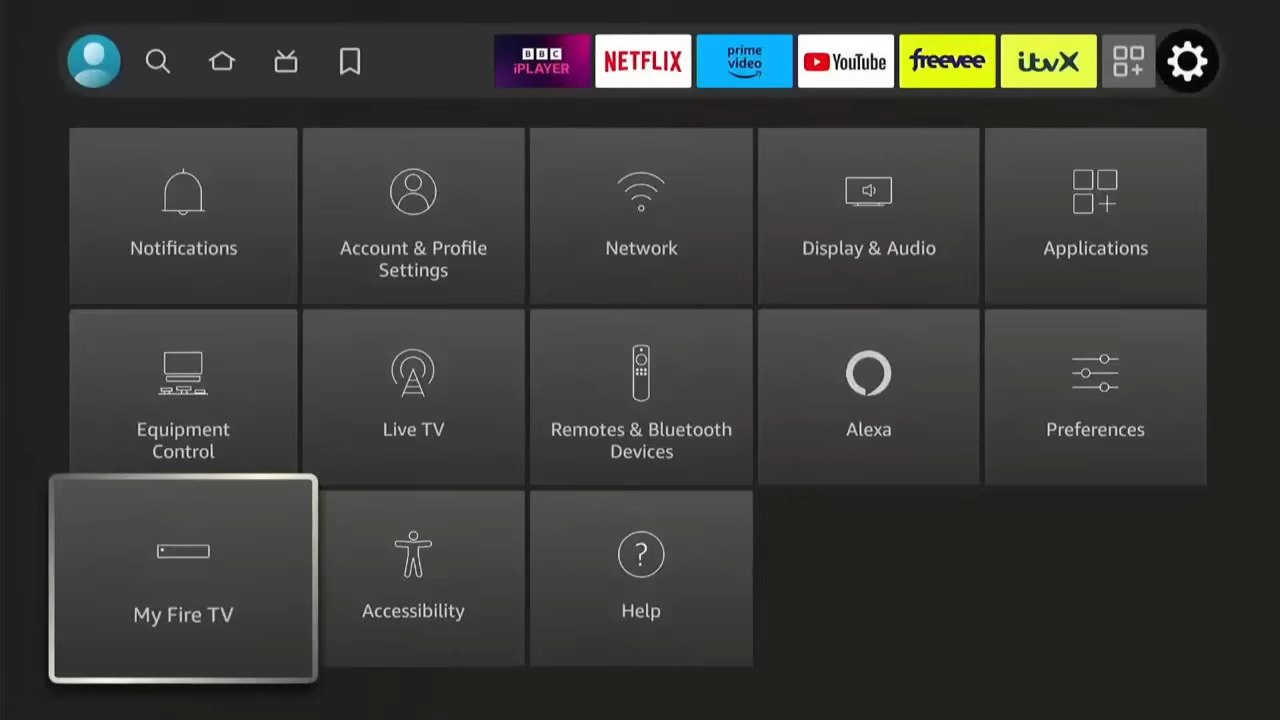 BBC
iPLAYER
NETFLIX
prime
video
YouTube
freevee
itvX
Notifications
Account & Profile
Settings
Network
Display & Audio
Applications
Equipment
Control
Live TV
Remotes & Bluetooth
Devices
Alexa
Preferences
My Fire TV
Accessibility
?
Help